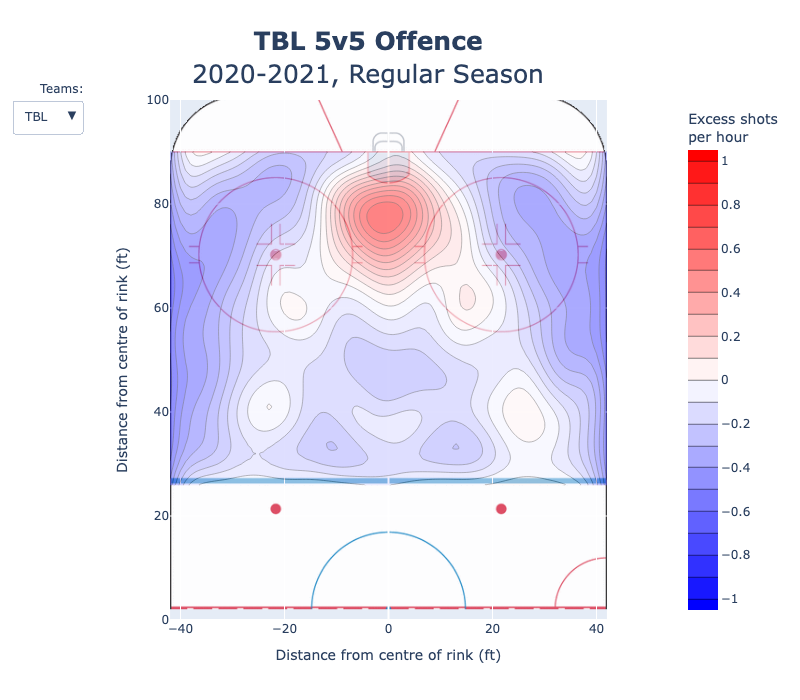 TBL 5v5 Offence
2020-2021, Regular Season
Teams:
TBL ▼
Excess shots
per hour
1
0.8
0.6
0.4
0.2
0
−0.2
−0.4
−0.6
−0.8
−1
100
80
60
40
20
0
Distance from centre of rink (ft)
−40
−20
0
20
40
Distance from centre of rink (ft)